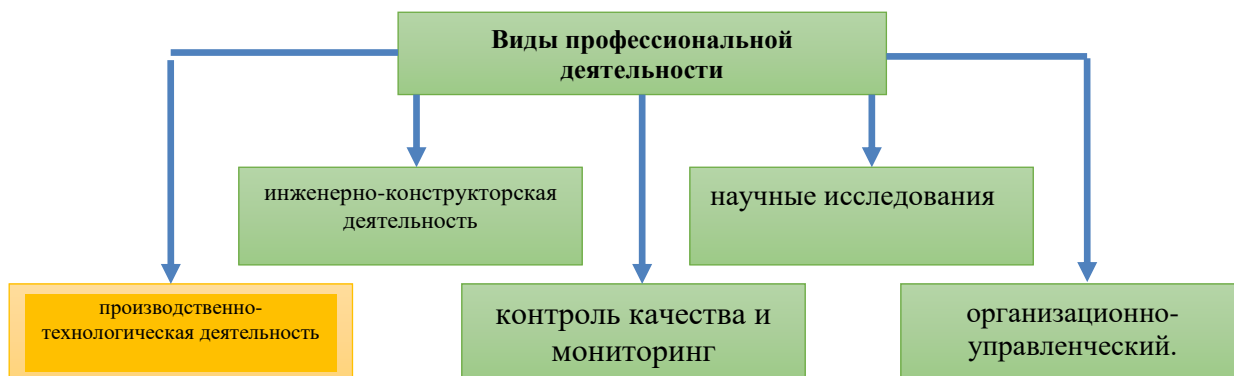 Виды профессиональной
деятельности
инженерно-конструкторская
деятельность
научные исследования
производственно-
технологическая деятельность
контроль качества и
мониторинг
организационно-
управленческий.